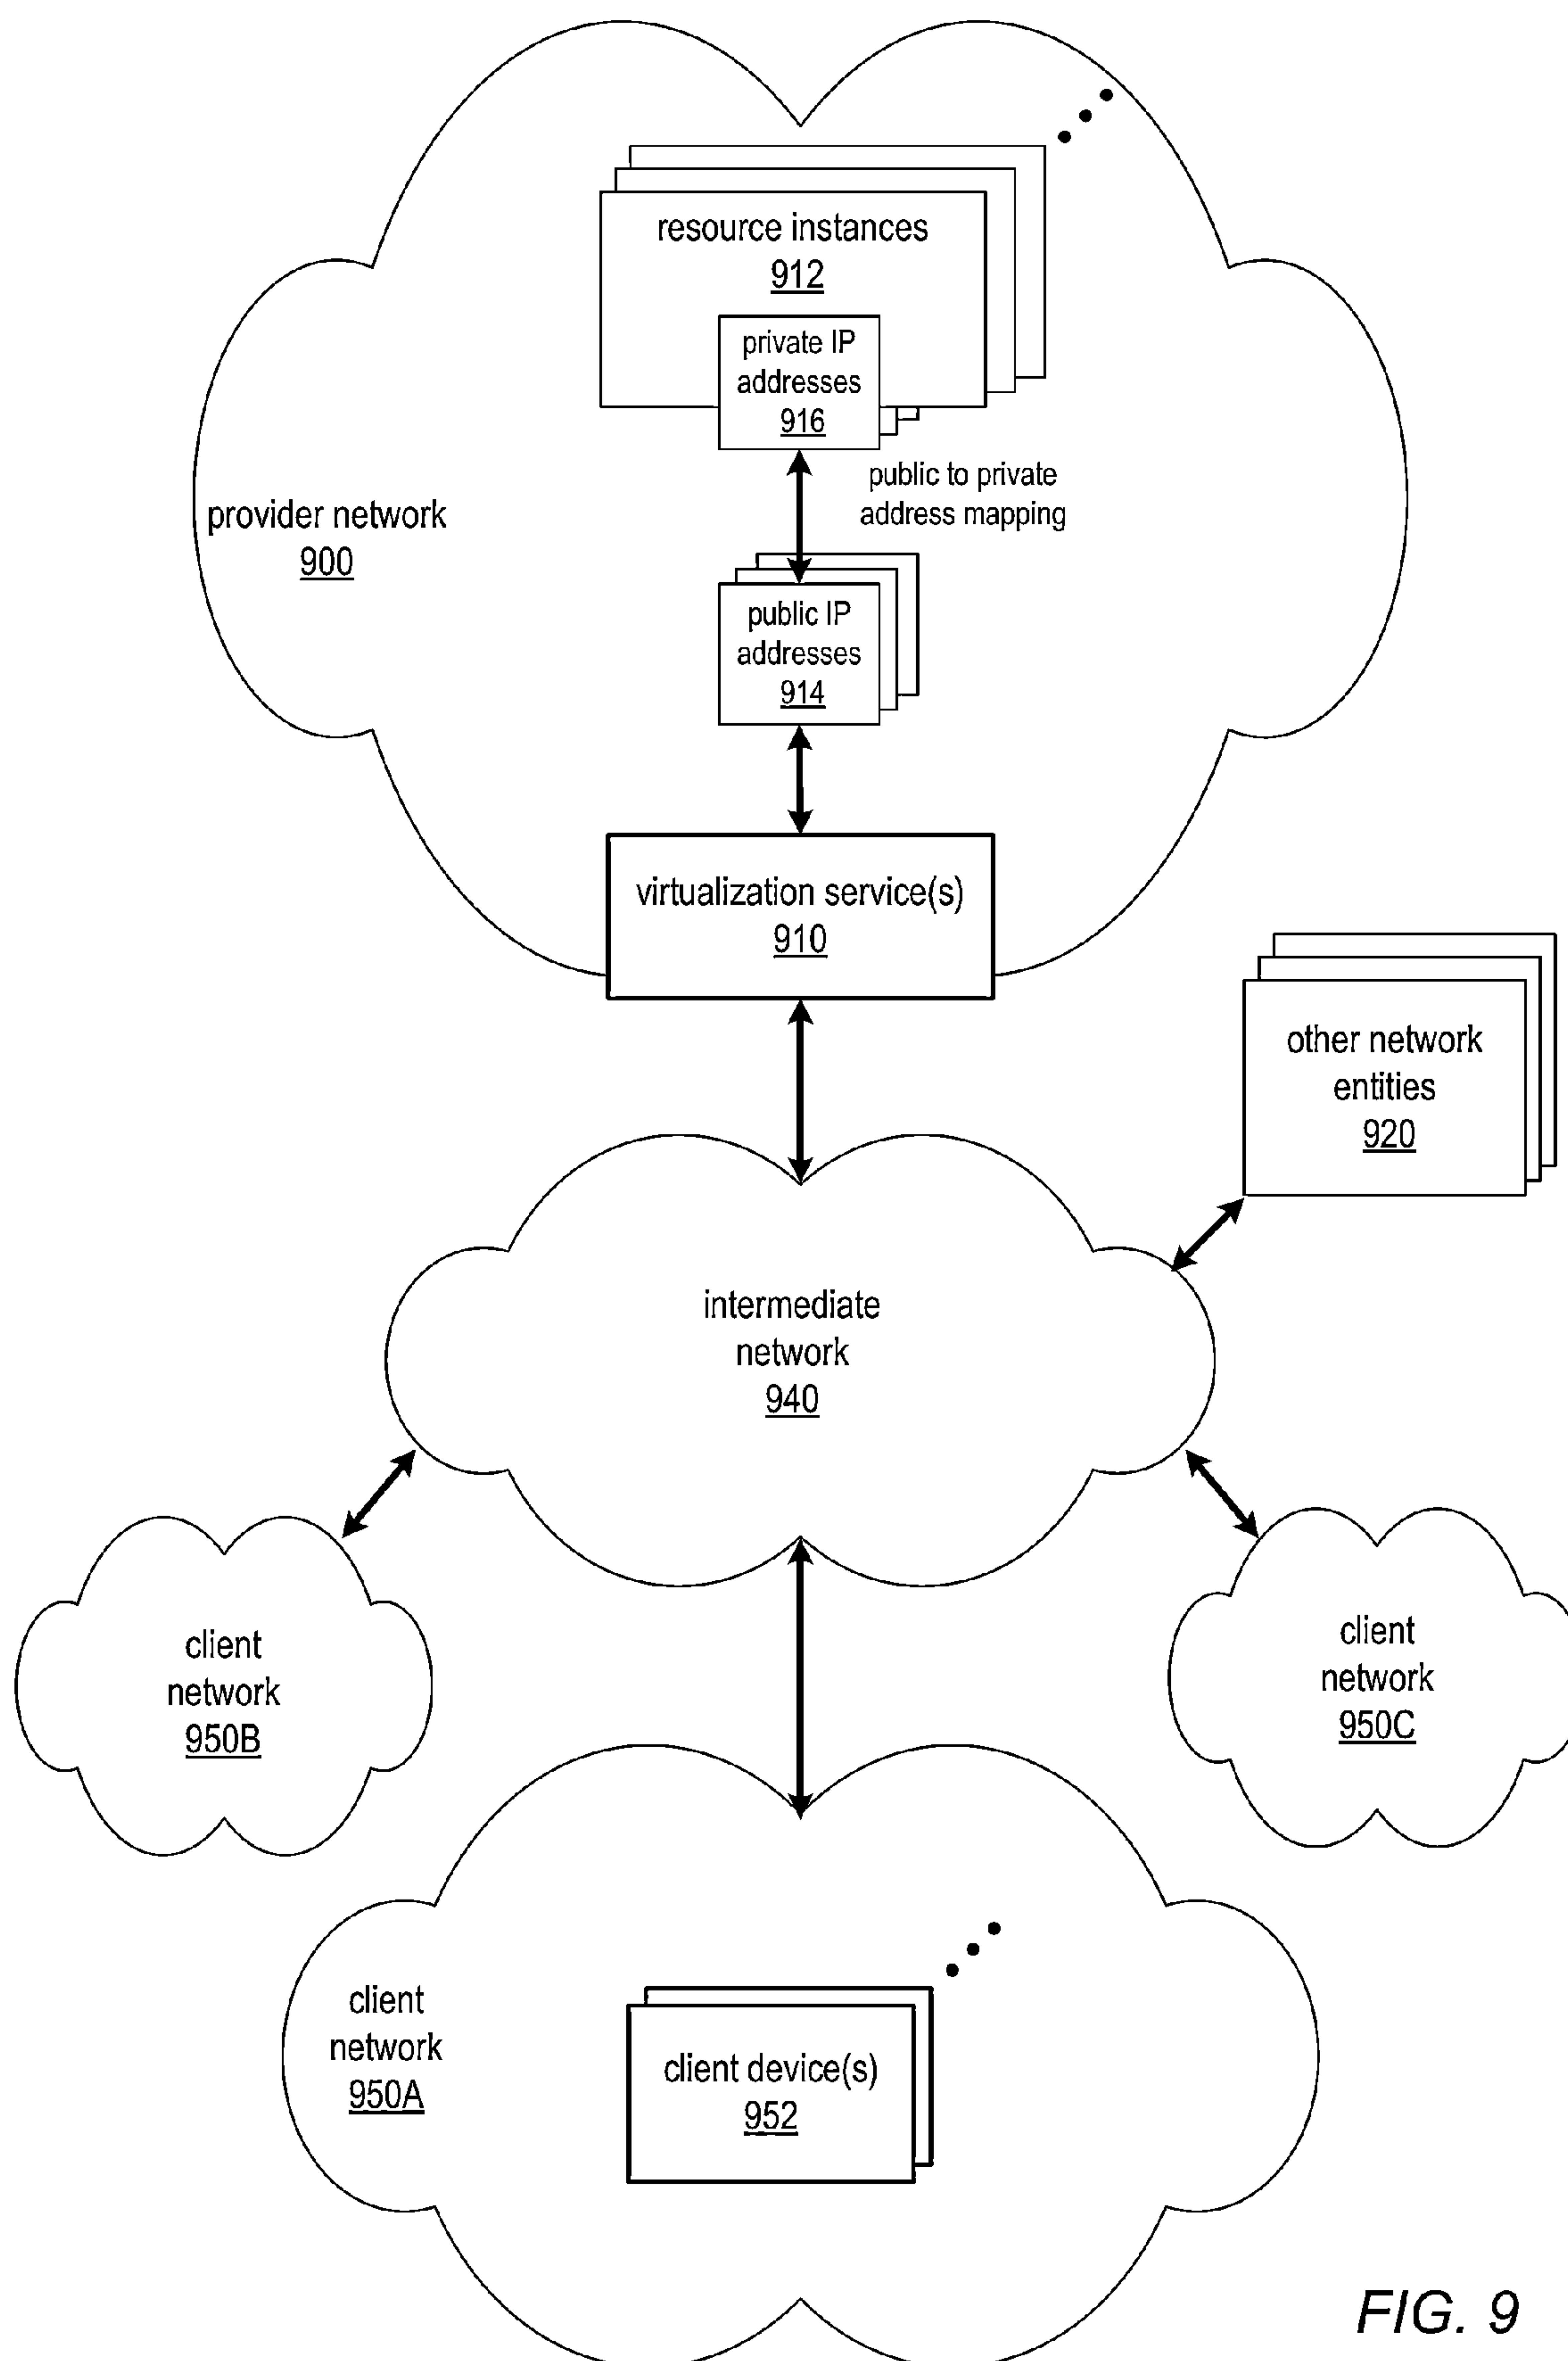 resource instances
912
private IP
addresses
916
public to private
address mapping
provider network
900
public IP
addresses
914
virtualization service(s)
910
other network
entities
920
intermediate
network
940
client
network
950B
client
network
950C
client
network
950A
client device(s)
952
FIG. 9